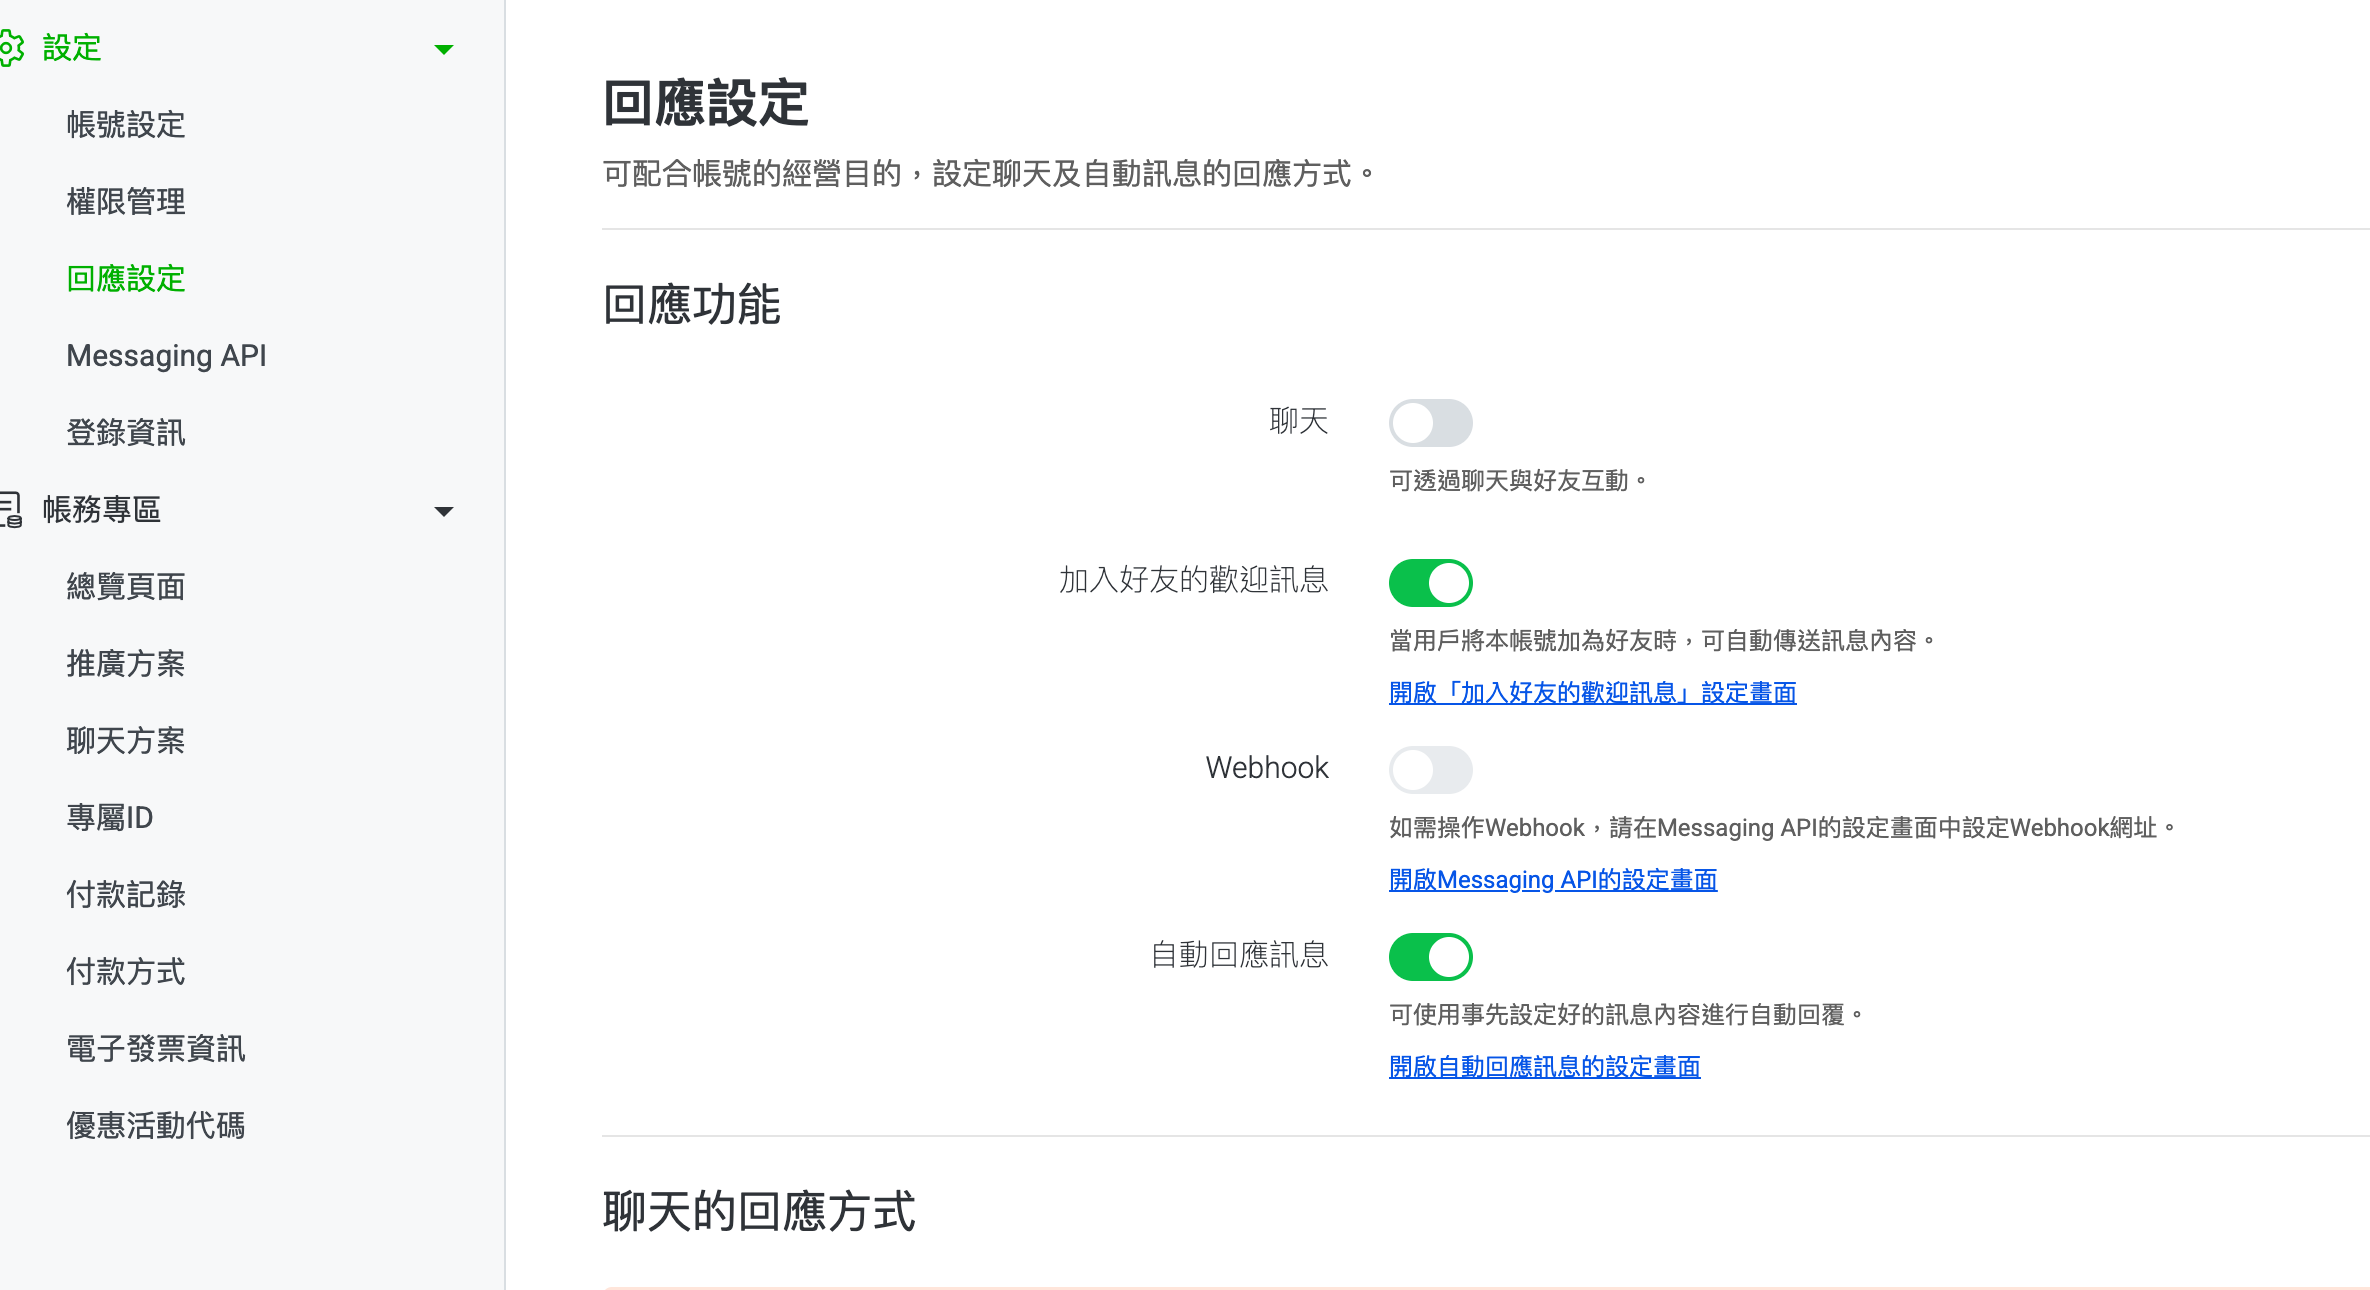 設定
帳號設定
權限管理
回應設定
Messaging API
登錄資訊
帳務專區
總覽頁面
推廣方案
聊天方案
專屬ID
付款記錄
付款方式
電子發票資訊
優惠活動代碼
回應設定
可配合帳號的經營目的，設定聊天及自動訊息的回應方式。
回應功能
聊天
可透過聊天與好友互動。
加入好友的歡迎訊息
當用戶將本帳號加為好友時，可自動傳送訊息內容。
開啟「加入好友的歡迎訊息」設定畫面
Webhook
如需操作Webhook，請在Messaging API的設定畫面中設定Webhook網址。
開啟Messaging API的設定畫面
自動回應訊息
可使用事先設定好的訊息內容進行自動回覆。
開啟自動回應訊息的設定畫面
聊天的回應方式